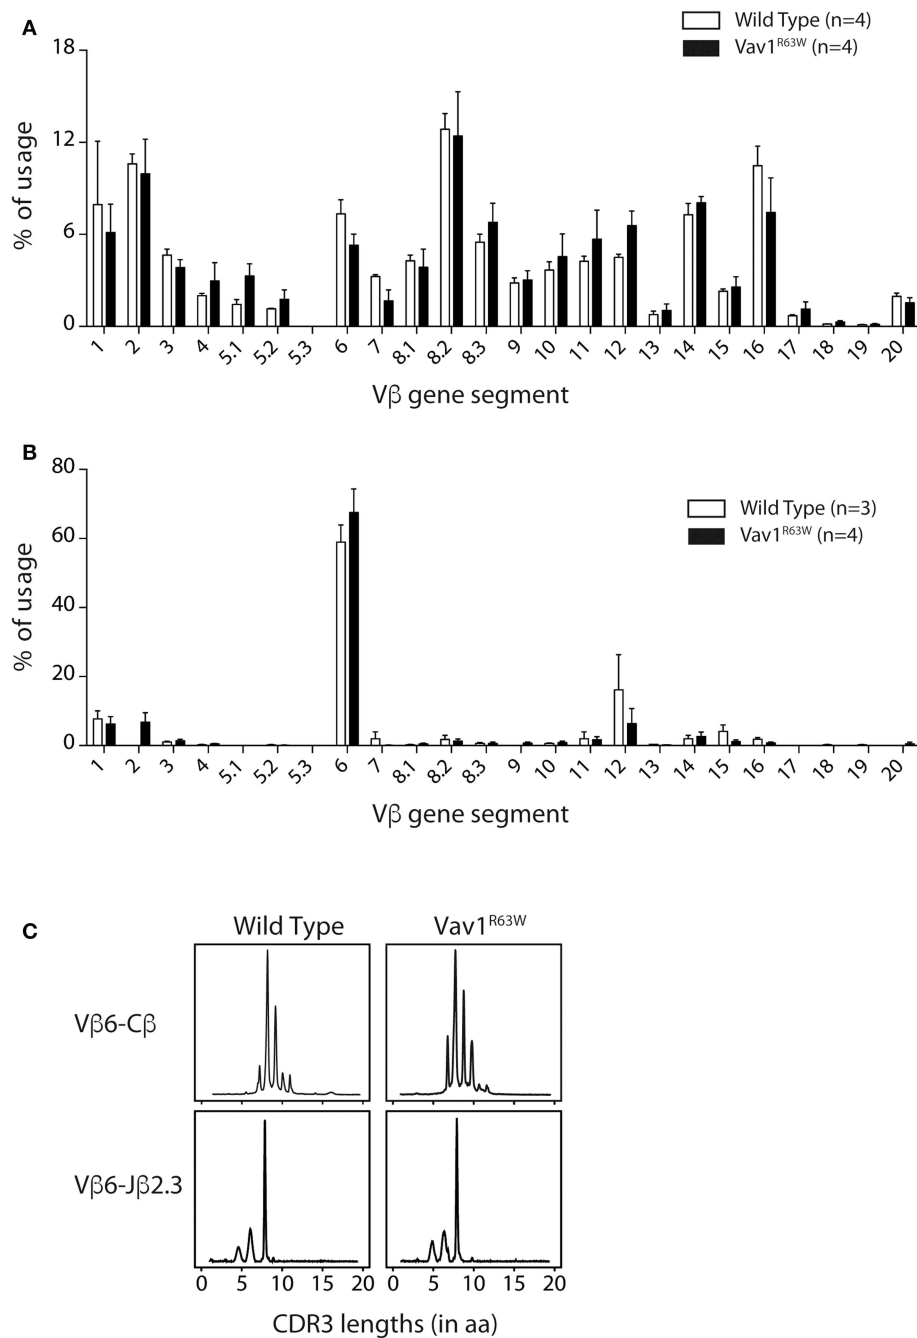 A
Wild Type (n=4)
Vav1R63W (n=4)
18
12
6
0
% of usage
1 2 3 4 5.1 5.2 5.3 6 7 8.1 8.2 8.3 9 10 11 12 13 14 15 16 17 18 19 20
Vβ gene segment
B
Wild Type (n=3)
Vav1R63W (n=4)
80
60
40
20
0
% of usage
1 2 3 4 5.1 5.2 5.3 6 7 8.1 8.2 8.3 9 10 11 12 13 14 15 16 17 18 19 20
Vβ gene segment
C
Wild Type Vav1R63W
Vβ6-Cβ
Vβ6-Jβ2.3
0 5 10 15 20 0 5 10 15 20
CDR3 lengths (in aa)